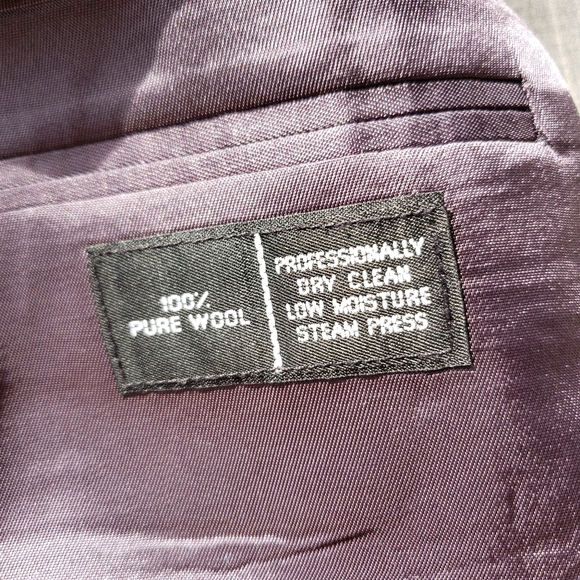 100%
PURE WOOL
PROFESSIONALLY
DRY CLEAN
LOW MOISTURE
STEAM PRESS